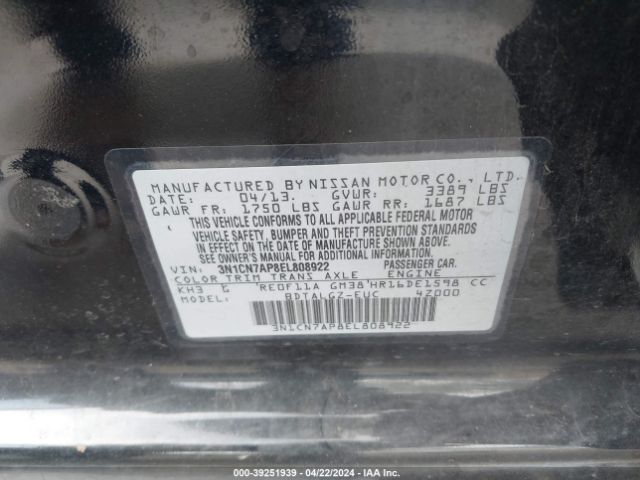 MANUFACTURED BY NISSAN MOTOR CO., LTD.
DATE: 04/13. GVWR: 3389 LBS
GAWR FR: 1750 LBS GAWR RR: 1687 LBS
THIS VEHICLE CONFORMS TO ALL APPLICABLE FEDERAL MOTOR
VEHICLE SAFETY, BUMPER AND THEFT PREVENTION STANDARDS
IN EFFECT ON THE DATE OF MANUFACTURE SHOWN ABOVE.
SEE OWNER'S MANUAL FOR ADDITIONAL INFORMATION.
VIN: 3N1CN7AP8EL808922 PASSENGER CAR.
COLOR TRIM TRANS AXLE ENGINE
KH3 G RE0F11A GM38 HR16DE1598 CC
MODEL: BDTALGZ-EUC 42000
3N1CN7AP8EL808922
000-39251939 - 04/22/2024 - IAA Inc.